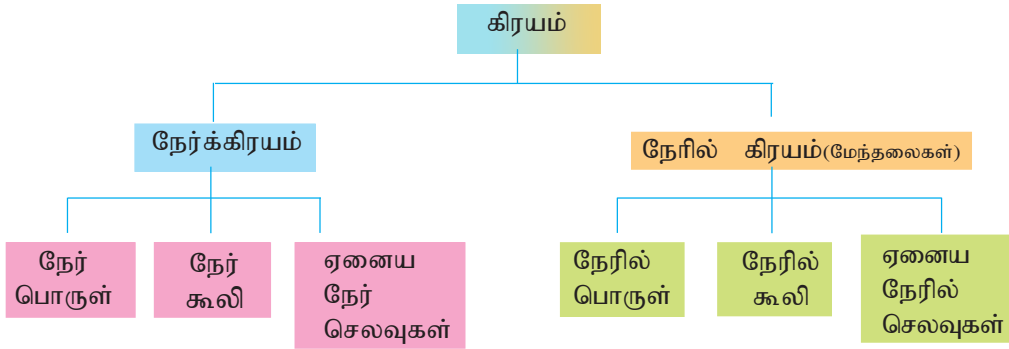 கிரயம்
நேர்க்கிரயம்
நேரில் கிரயம்(மேந்தலைகள்)
நேர்
பொருள்
நேர்
கூலி
ஏனைய
நேர்
செலவுகள்
நேரில்
பொருள்
நேரில்
கூலி
ஏனைய
நேரில்
செலவுகள்